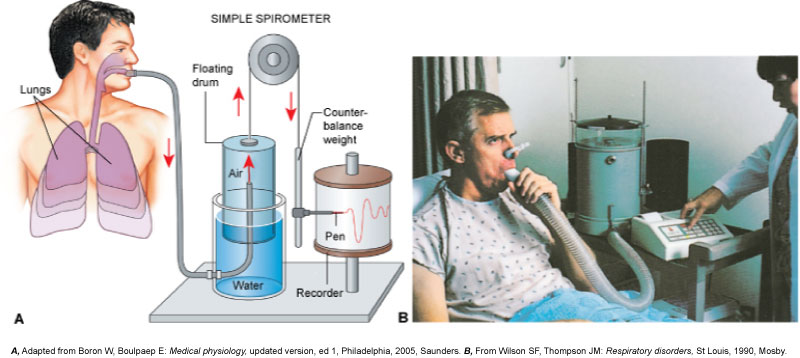 SIMPLE SPIROMETER
Lungs
Floating
drum
Counter-
balance
weight
Air
Pen
Water
Recorder
A
B
A, Adapted from Boron W, Boulpaep E: Medical physiology, updated version, ed 1, Philadelphia, 2005, Saunders. B, From Wilson SF, Thompson JM: Respiratory disorders, St Louis, 1990, Mosby.